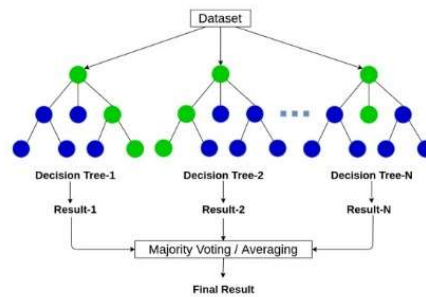 Dataset
Decision Tree-1 Decision Tree-2 Decision Tree-N
Result-1 Result-2 Result-N
Majority Voting / Averaging
Final Result